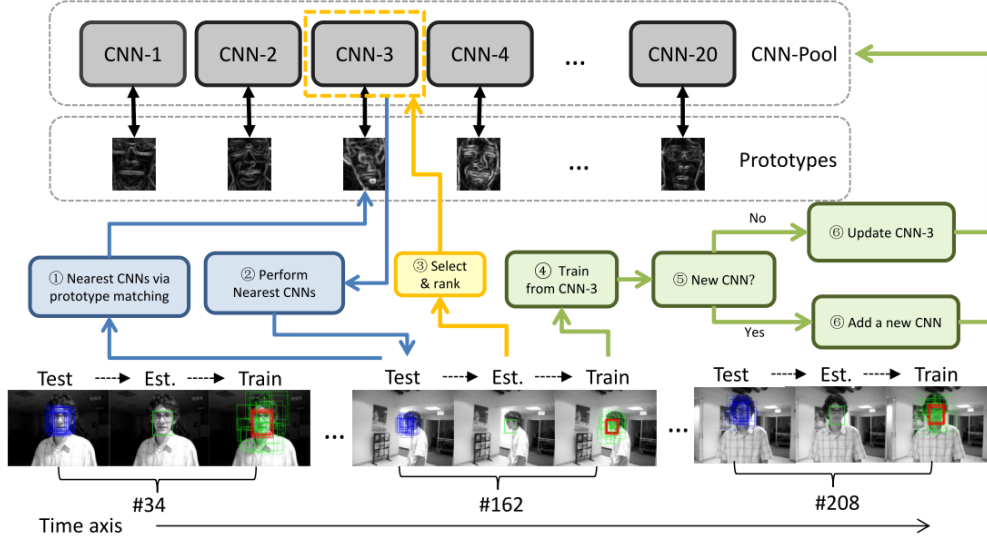 CNN-1
CNN-2
CNN-3
CNN-4
...
CNN-20
CNN-Pool
...
Prototypes
① Nearest CNNs via
prototype matching
② Perform
Nearest CNNs
③ Select
& rank
④ Train
from CNN-3
⑤ New CNN?
No
⑥ Update CNN-3
Yes
⑥ Add a new CNN
Test
Est.
Train
...
Test
Est.
Train
...
Test
Est.
Train
#34
#162
#208
Time axis